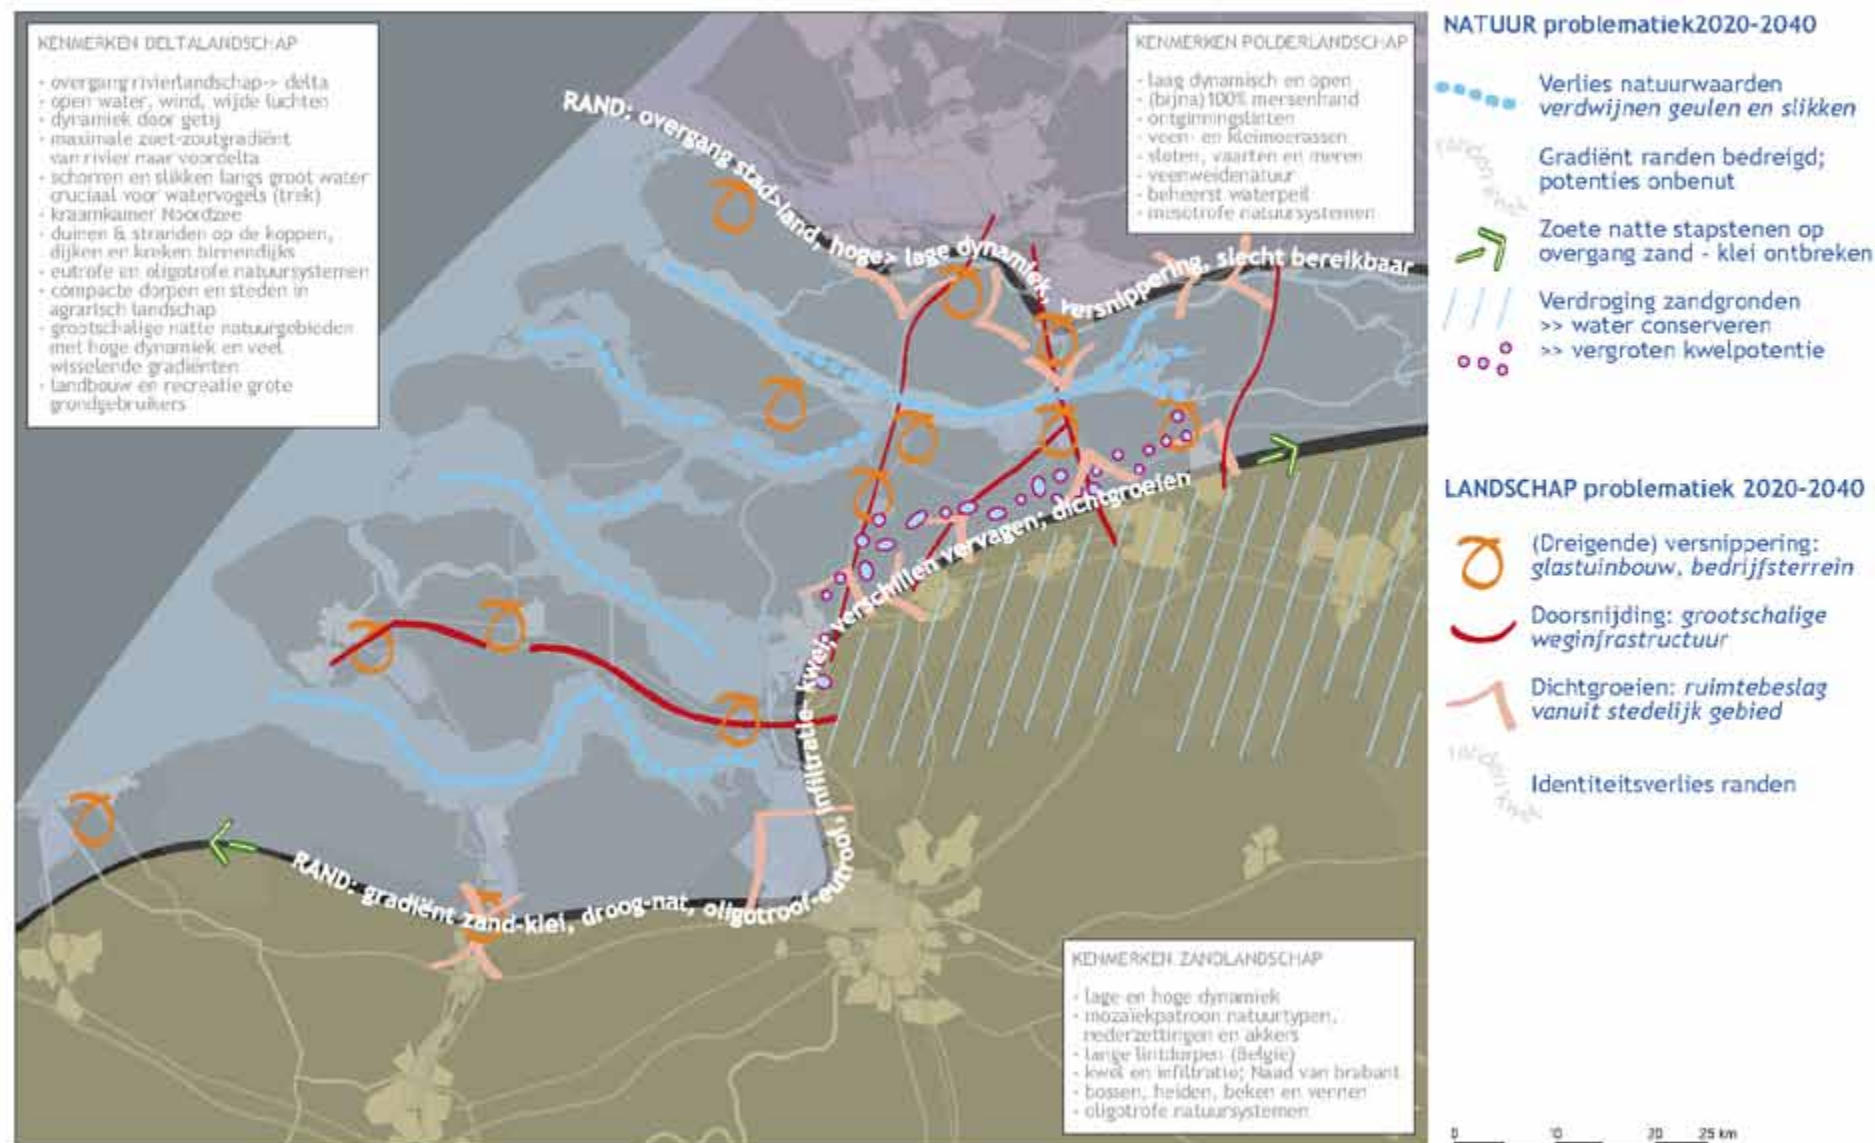 KENMERKEN DELTALANDSCHAP
- overgang rivierlandschap-> delta
- open water, wind, wijde luchten
- dynamiek door getij
- maximale zoet-zoutgradiënt
van rivier naar voordelta
- schorren en slikken langs groot water
cruciaal voor watervogels (trek)
- kraamkamer Noordzee
- duinen & stranden op de koppen,
dijken en kreken binnendijks
- eutrofe en oligotrofe natuursystemen
- compacte dorpen en steden in
agrarisch landschap
- grootschalige natte natuurgebieden
met hoge dynamiek en veel
wisselende gradiënten
- landbouw en recreatie grote
grondgebruikers
KENMERKEN POLDERLANDSCHAP
- laag dynamisch en open
- (bijna) 100% mensenhand
- ontginningslinten
- veen- en kleimoerassen
- sloten, vaarten en meren
- veenweidenatuur
- beheerst waterpeil
- mesotrofe natuursystemen
RAND: overgang stad>land, hoge> lage dynamiek, versnippering, slecht bereikbaar
RAND: gradiënt zand-klei, droog-nat, oligotroof-eutroof, infiltratie- kwel; verschillen vervagen; dichtgroeien
KENMERKEN ZANDLANDSCHAP
- lage en hoge dynamiek
- mozaïekpatroon natuurtypen,
nederzettingen en akkers
- lange lintdorpen (België)
- kwel en infiltratie; Naad van brabant
- bossen, heiden, beken en vennen
- oligotrofe natuursystemen
NATUUR problematiek2020-2040
Verlies natuurwaarden
verdwijnen geulen en slikken
Gradiënt randen bedreigd;
potenties onbenut
Zoete natte stapstenen op
overgang zand - klei ontbreken
Verdroging zandgronden
>> water conserveren
>> vergroten kwelpotentie
LANDSCHAP problematiek 2020-2040
(Dreigende) versnippering:
glastuinbouw, bedrijfsterrein
Doorsnijding: grootschalige
weginfrastructuur
Dichtgroeien: ruimtebeslag
vanuit stedelijk gebied
Identiteitsverlies randen
0 10 20 25 km